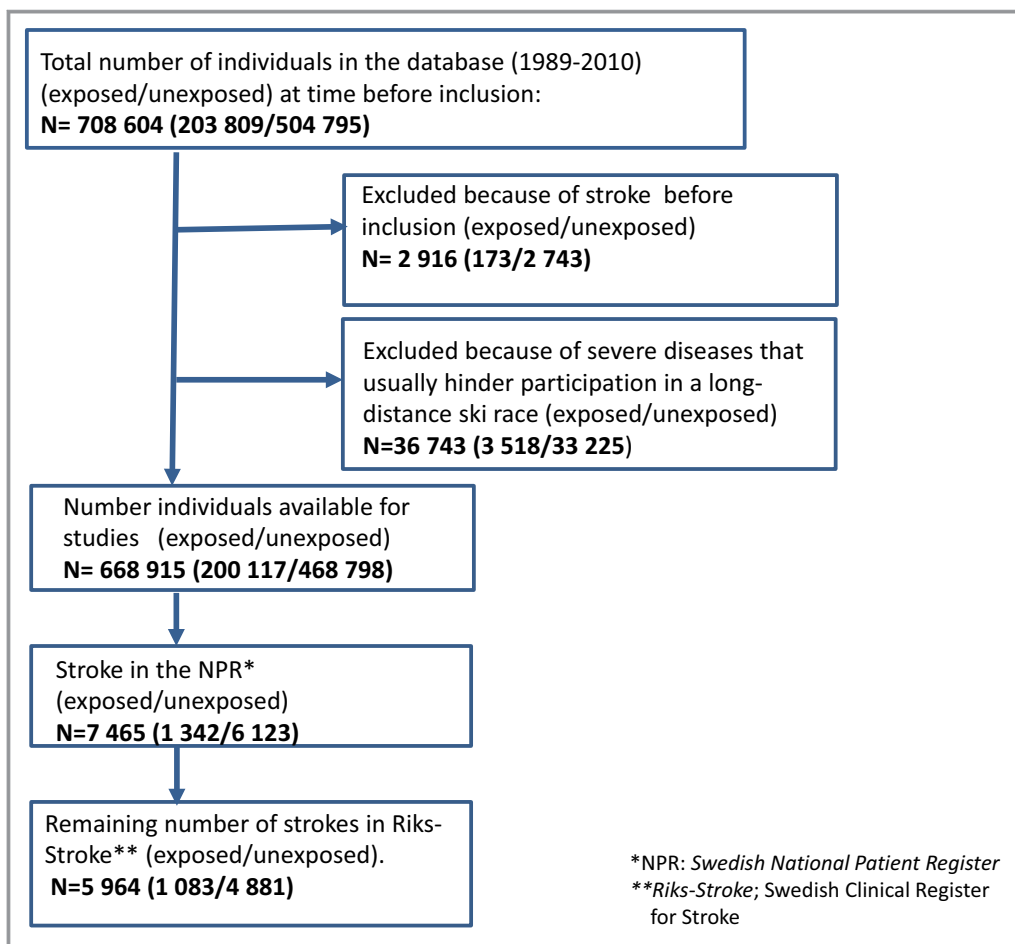 Total number of individuals in the database (1989-2010)
(exposed/unexposed) at time before inclusion:
N= 708 604 (203 809/504 795)
Excluded because of stroke before
inclusion (exposed/unexposed)
N= 2 916 (173/2 743)
Excluded because of severe diseases that
usually hinder participation in a long-
distance ski race (exposed/unexposed)
N=36 743 (3 518/33 225)
Number individuals available for
studies (exposed/unexposed)
N= 668 915 (200 117/468 798)
Stroke in the NPR*
(exposed/unexposed)
N=7 465 (1 342/6 123)
Remaining number of strokes in Riks-
Stroke** (exposed/unexposed).
N=5 964 (1 083/4 881)
*NPR: Swedish National Patient Register
**Riks-Stroke; Swedish Clinical Register
for Stroke